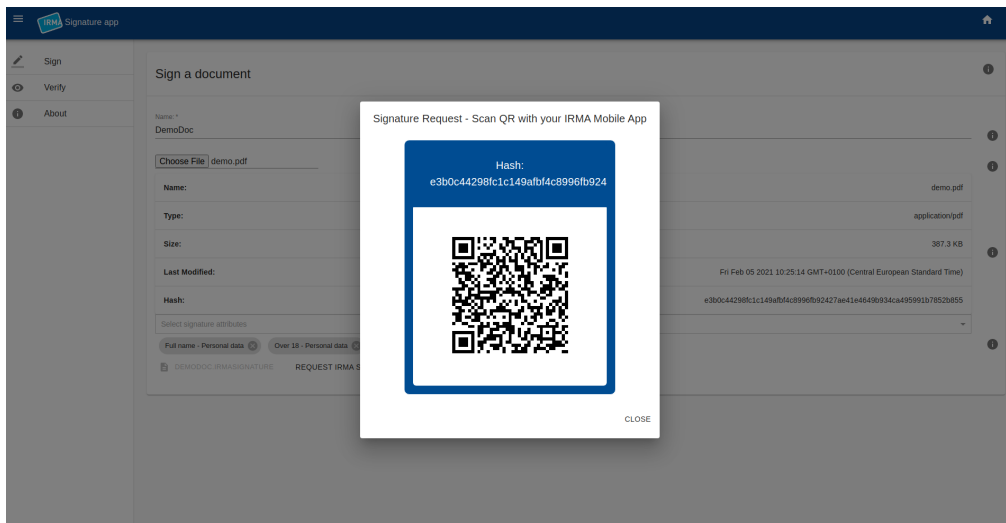 IRMA Signature app
Sign
Verify
About
Sign a document
Name: *
DemoDoc
Choose File demo.pdf
Name: demo.pdf
Type: application/pdf
Size: 387.3 KB
Last Modified: Fri Feb 05 2021 10:25:14 GMT+0100 (Central European Standard Time)
Hash: e3b0c44298fc1c149afbf4c8996fb92427ae41e4649b934ca495991b7852b855
Select signature attributes
Full name - Personal data Over 18 - Personal data
DEMODOC.IRMASIGNATURE REQUEST IRMA S
Signature Request - Scan QR with your IRMA Mobile App
Hash:
e3b0c44298fc1c149afbf4c8996fb924
CLOSE